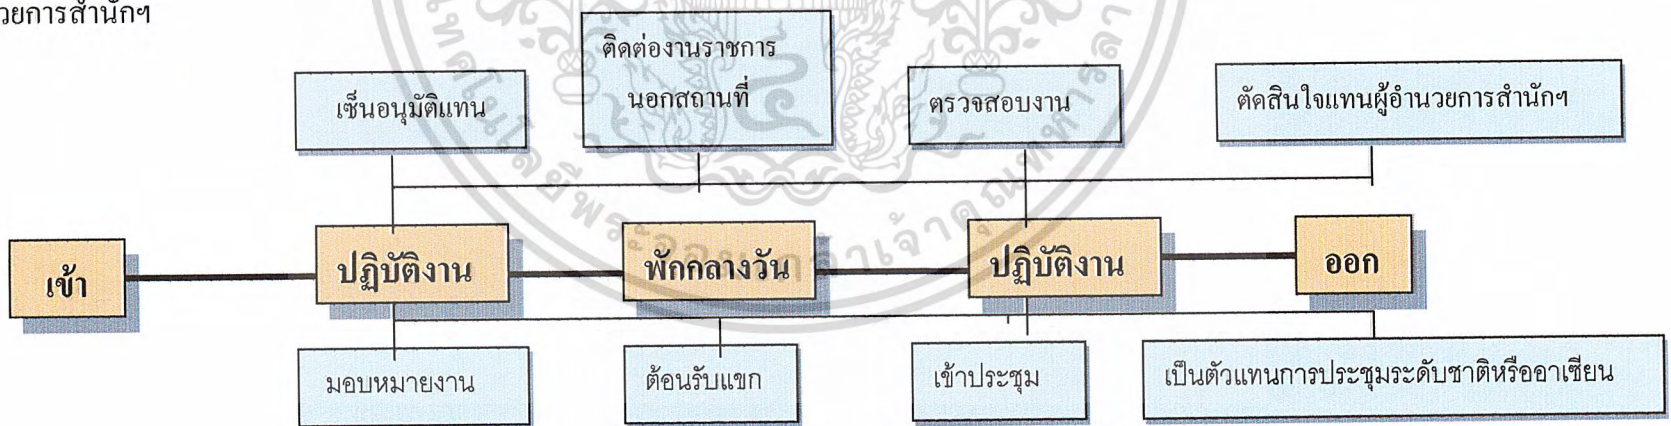 วยการสำนักฯ
ติดต่องานราชการ
นอกสถานที่
เซ็นอนุมัติแทน
ตรวจสอบงาน
ตัดสินใจแทนผู้อำนวยการสำนักฯ
เข้า
ปฏิบัติงาน
พักกลางวัน
ปฏิบัติงาน
ออก
มอบหมายงาน
ต้อนรับแขก
เข้าประชุม
เป็นตัวแทนการประชุมระดับชาติหรืออาเซียน